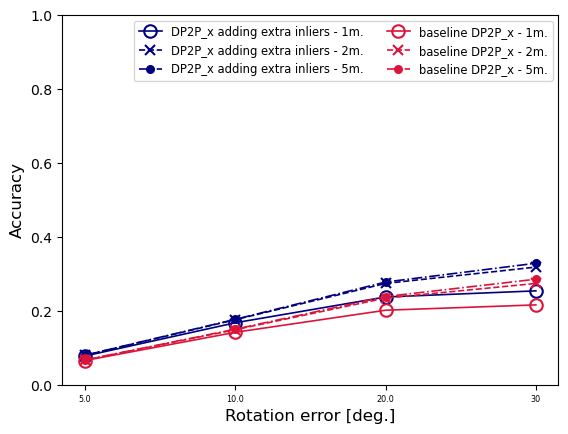 DP2P_x adding extra inliers - 1m.
DP2P_x adding extra inliers - 2m.
DP2P_x adding extra inliers - 5m.
baseline DP2P_x - 1m.
baseline DP2P_x - 2m.
baseline DP2P_x - 5m.
1.0
0.8
0.6
0.4
0.2
0.0
Accuracy
5.0 10.0 20.0 30
Rotation error [deg.]